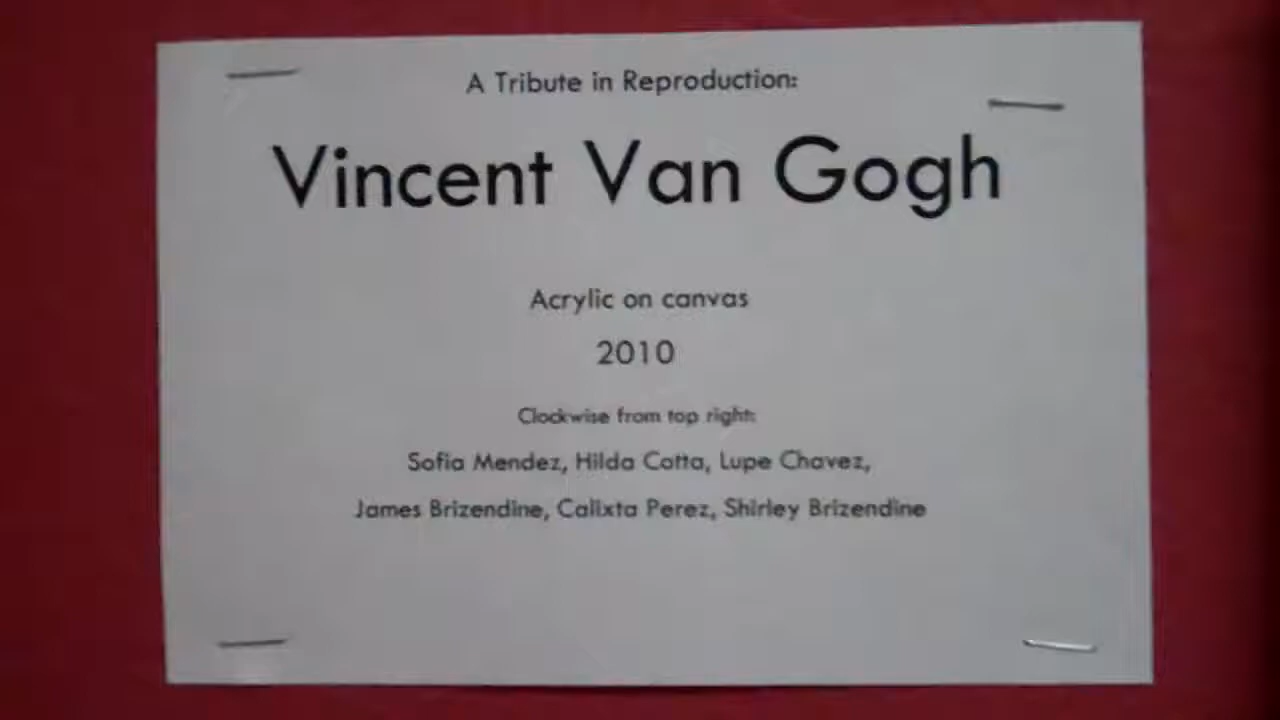 A Tribute in Reproduction:
Vincent Van Gogh
Acrylic on canvas
2010
Clockwise from top right:
Sofia Mendez, Hilda Cotta, Lupe Chavez,
James Brizendine, Calixta Perez, Shirley Brizendine